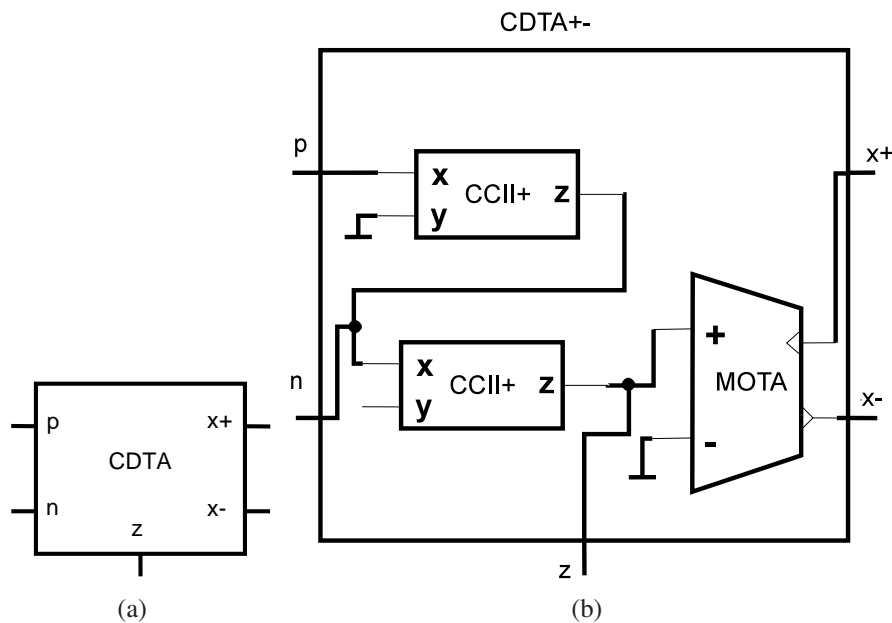 CDTA+-
p
x
y
CCII+
z
x+
n
x
y
CCII+
z
+
-
MOTA
x-
z
p
n
CDTA
x+
x-
z
(a)
(b)